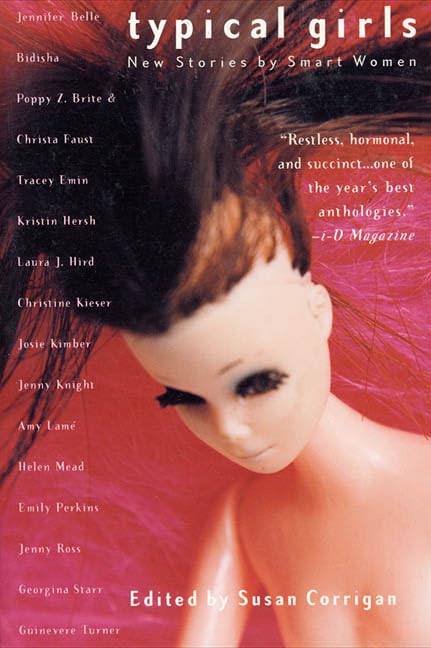 typical girls
New Stories by Smart Women
Jennifer Belle
Bidisha
Poppy Z. Brite &
Christa Faust
Tracey Emin
Kristin Hersh
Laura J. Hird
Christine Kieser
Josie Kimber
Jenny Knight
Amy Lamé
Helen Mead
Emily Perkins
Jenny Ross
Georgina Starr
Guinevere Turner
“Restless, hormonal,
and succinct...one of
the year’s best
anthologies.”
–i-D Magazine
Edited by Susan Corrigan